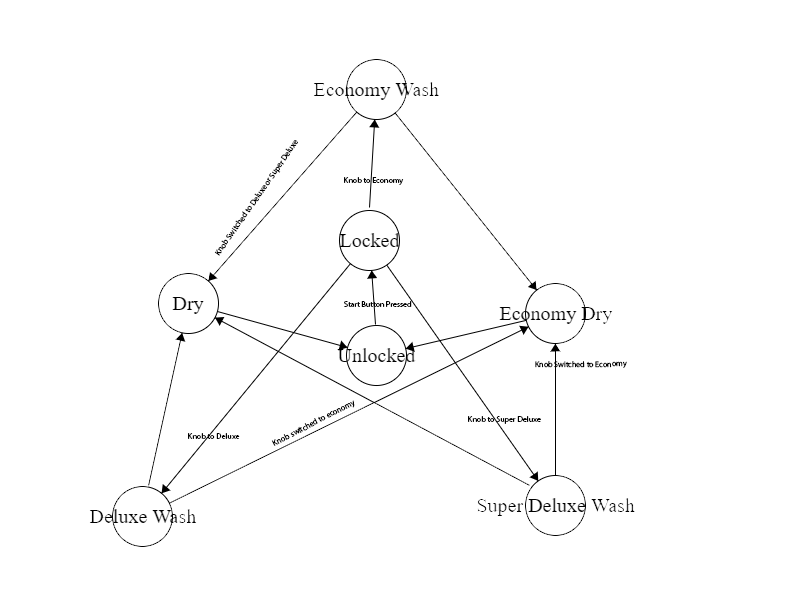 Economy Wash
Knob Switched to Deluxe or Super Deluxe
Knob to Economy
Locked
Dry
Start Button Pressed
Economy Dry
Unlocked
Knob Switched to Economy
Knob switched to economy
Knob to Super Deluxe
Knob to Deluxe
Super Deluxe Wash
Deluxe Wash